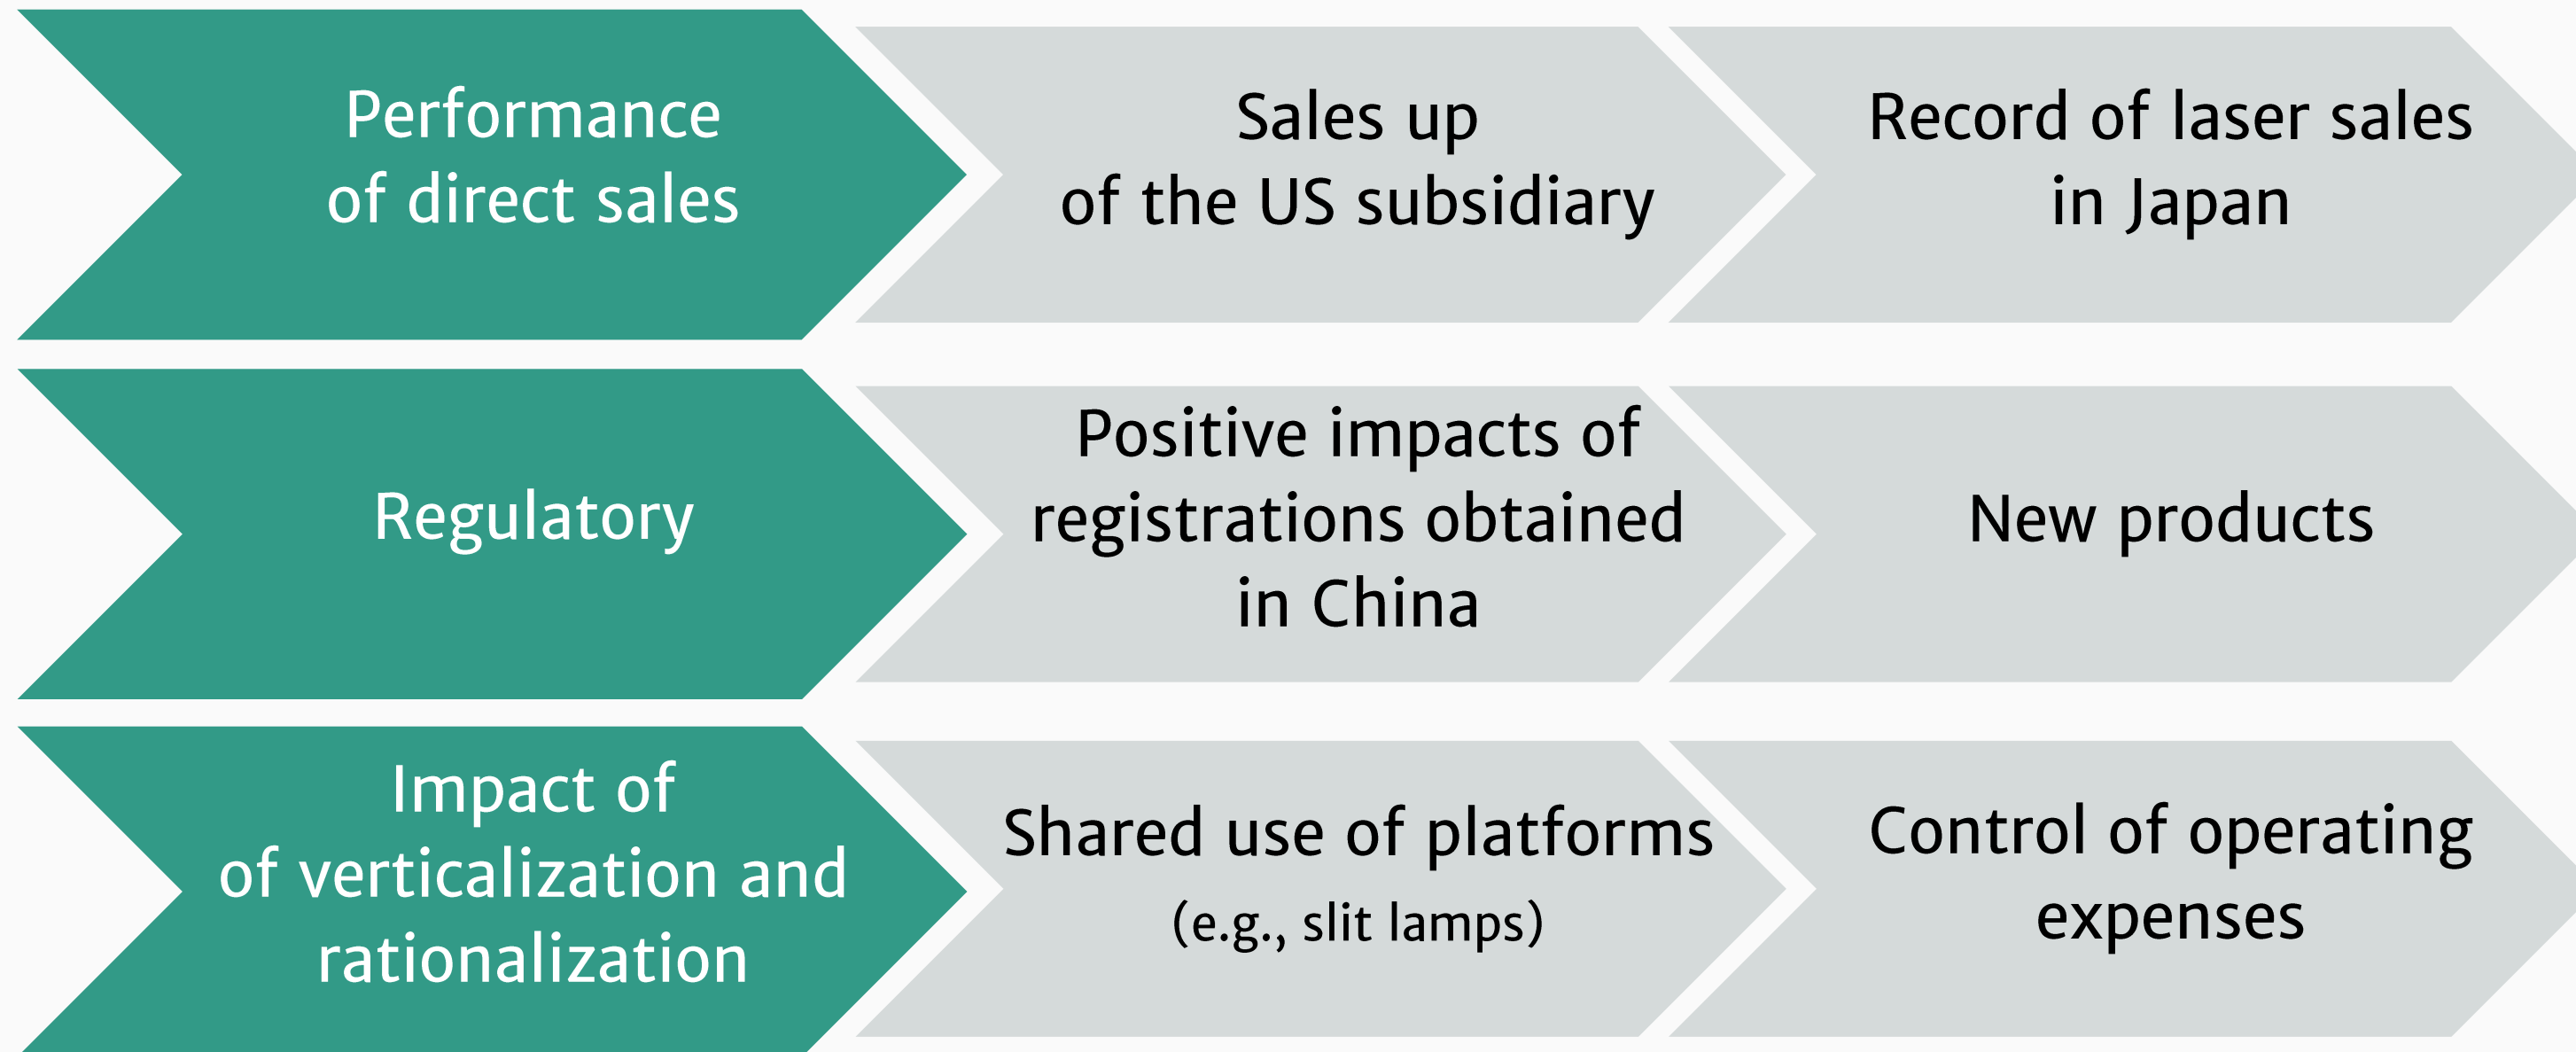 Performance
of direct sales
Sales up
of the US subsidiary
Record of laser sales
in Japan
Regulatory
Positive impacts of
registrations obtained
in China
New products
Impact of
of verticalization and
rationalization
Shared use of platforms
(e.g., slit lamps)
Control of operating
expenses